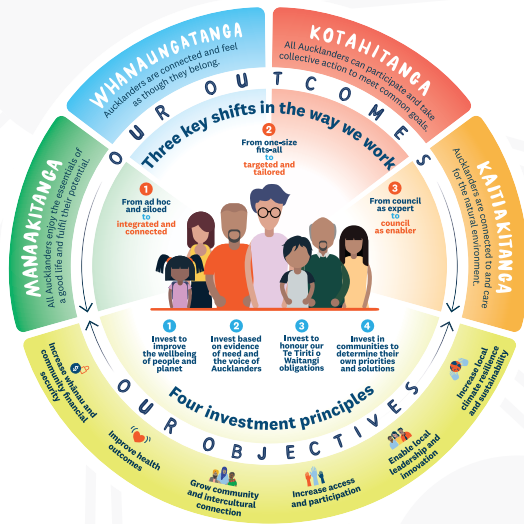 MANAAKITANGA
All Aucklanders enjoy the essentials of
a good life and fulfil their potential.
WHANAUNGATANGA
Aucklanders are connected and feel
as though they belong.
KOTAHITANGA
All Aucklanders can participate and take
collective action to meet common goals.
KAITIAKITANGA
Aucklanders are connected to and care
for the natural environment.
OUR OUTCOMES
Three key shifts in the way we work
1
From ad hoc
and siloed
to
integrated and
connected
2
From one-size
fits-all
to
targeted and
tailored
3
From council
as expert
to
council
as enabler
1
Invest to
improve
the wellbeing
of people and
planet
2
Invest based
on evidence
of need and
the voice of
Aucklanders
3
Invest to
honour our
Te Tiriti o
Waitangi
obligations
4
Invest in
communities to
determine their
own priorities
and solutions
Four investment principles
OUR OBJECTIVES
Increase whānau and
community financial
security
Improve health
outcomes
Grow community
and intercultural
connection
Increase access
and participation
Enable local
leadership and
innovation
Increase local
climate resilience
and sustainability